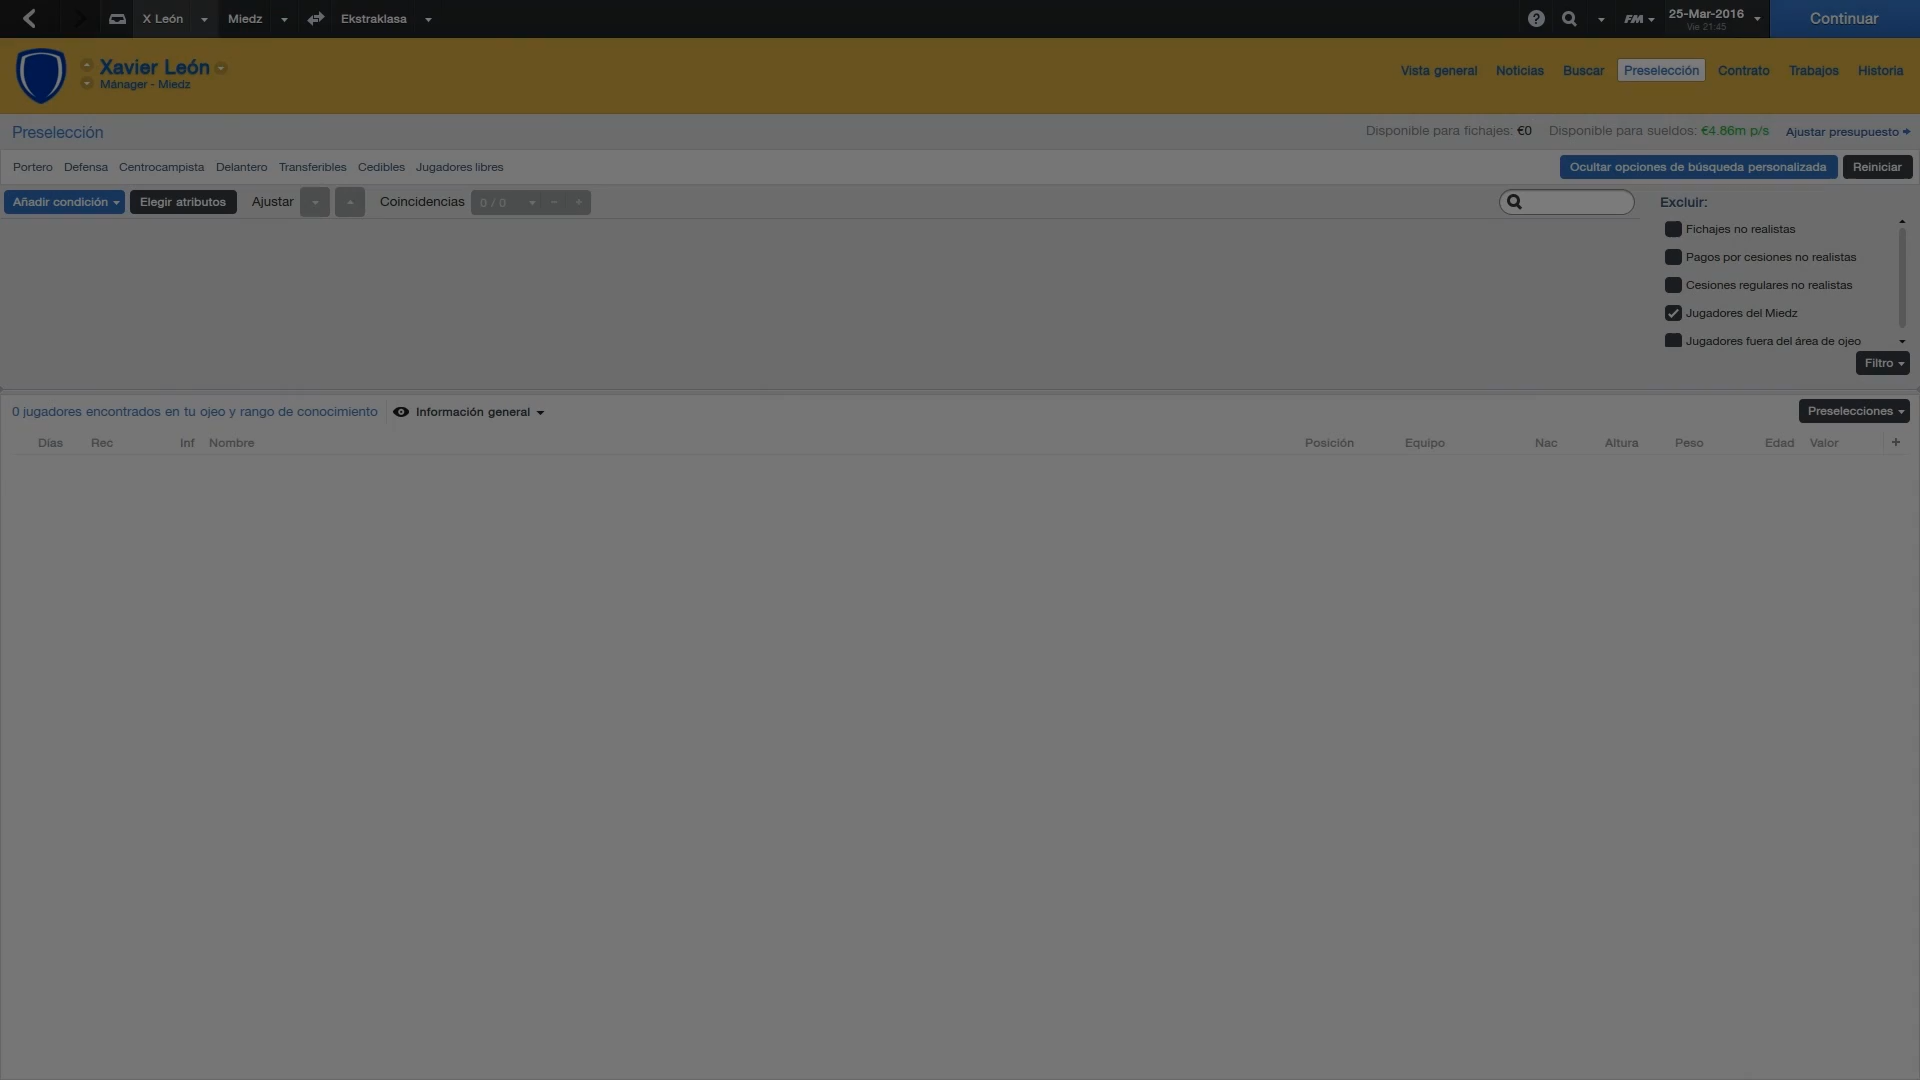 X León Miedz Ekstraklasa FM 25-Mar-2016 Continuar
Vie 21:45
Xavier León
Mánager - Miedz
Vista general Noticias Buscar Preselección Contrato Trabajos Historia
Preselección Disponible para fichajes: €0 Disponible para sueldos: €4.86m p/s Ajustar presupuesto
Portero Defensa Centrocampista Delantero Transferibles Cedibles Jugadores libres Ocultar opciones de búsqueda personalizada Reiniciar
Añadir condición Elegir atributos Ajustar Coincidencias 0 / 0 Excluir:
Fichajes no realistas
Pagos por cesiones no realistas
Cesiones regulares no realistas
Jugadores del Miedz
Jugadores fuera del área de ojeo
Filtro
0 jugadores encontrados en tu ojeo y rango de conocimiento Información general Preselecciones
Días Rec Inf Nombre Posición Equipo Nac Altura Peso Edad Valor +